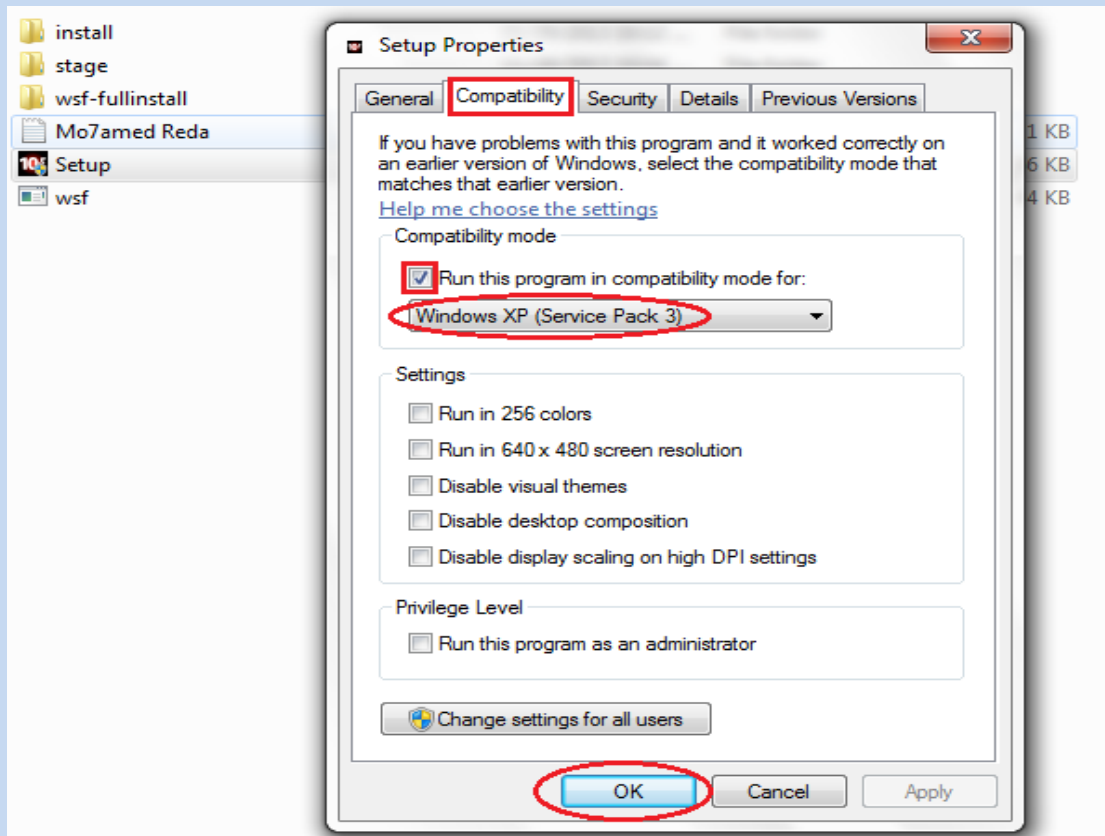 install
stage
wsf-fullinstall
Mo7amed Reda
1 KB
Setup
6 KB
wsf
4 KB
Setup Properties
General Compatibility Security Details Previous Versions
If you have problems with this program and it worked correctly on
an earlier version of Windows, select the compatibility mode that
matches that earlier version.
Help me choose the settings
Compatibility mode
Run this program in compatibility mode for:
Windows XP (Service Pack 3)
Settings
Run in 256 colors
Run in 640 x 480 screen resolution
Disable visual themes
Disable desktop composition
Disable display scaling on high DPI settings
Privilege Level
Run this program as an administrator
Change settings for all users
OK Cancel Apply